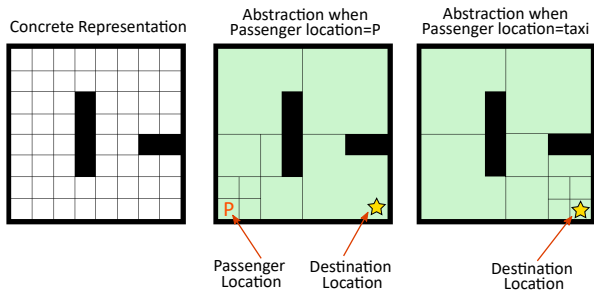 Concrete Representation
Abstraction when
Passenger location=P
Abstraction when
Passenger location=taxi
P
Passenger
Location
Destination
Location
Destination
Location